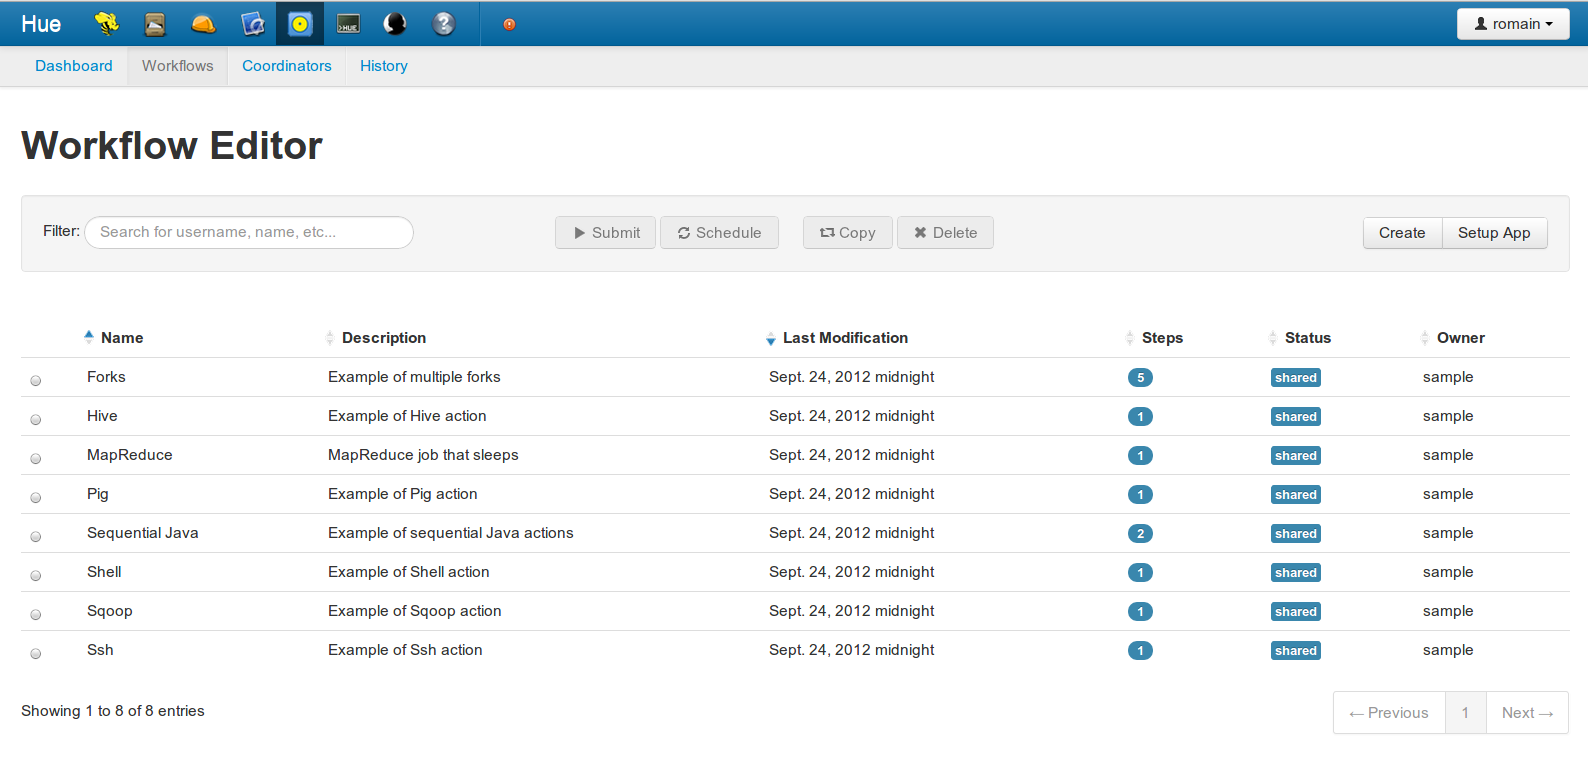 Hue >HUE ? romain
Dashboard Workflows Coordinators History
Workflow Editor
Filter: Search for username, name, etc... Submit Schedule Copy Delete Create Setup App
Name Description Last Modification Steps Status Owner
Forks Example of multiple forks Sept. 24, 2012 midnight 5 shared sample
Hive Example of Hive action Sept. 24, 2012 midnight 1 shared sample
MapReduce MapReduce job that sleeps Sept. 24, 2012 midnight 1 shared sample
Pig Example of Pig action Sept. 24, 2012 midnight 1 shared sample
Sequential Java Example of sequential Java actions Sept. 24, 2012 midnight 2 shared sample
Shell Example of Shell action Sept. 24, 2012 midnight 1 shared sample
Sqoop Example of Sqoop action Sept. 24, 2012 midnight 1 shared sample
Ssh Example of Ssh action Sept. 24, 2012 midnight 1 shared sample
Showing 1 to 8 of 8 entries ← Previous 1 Next →